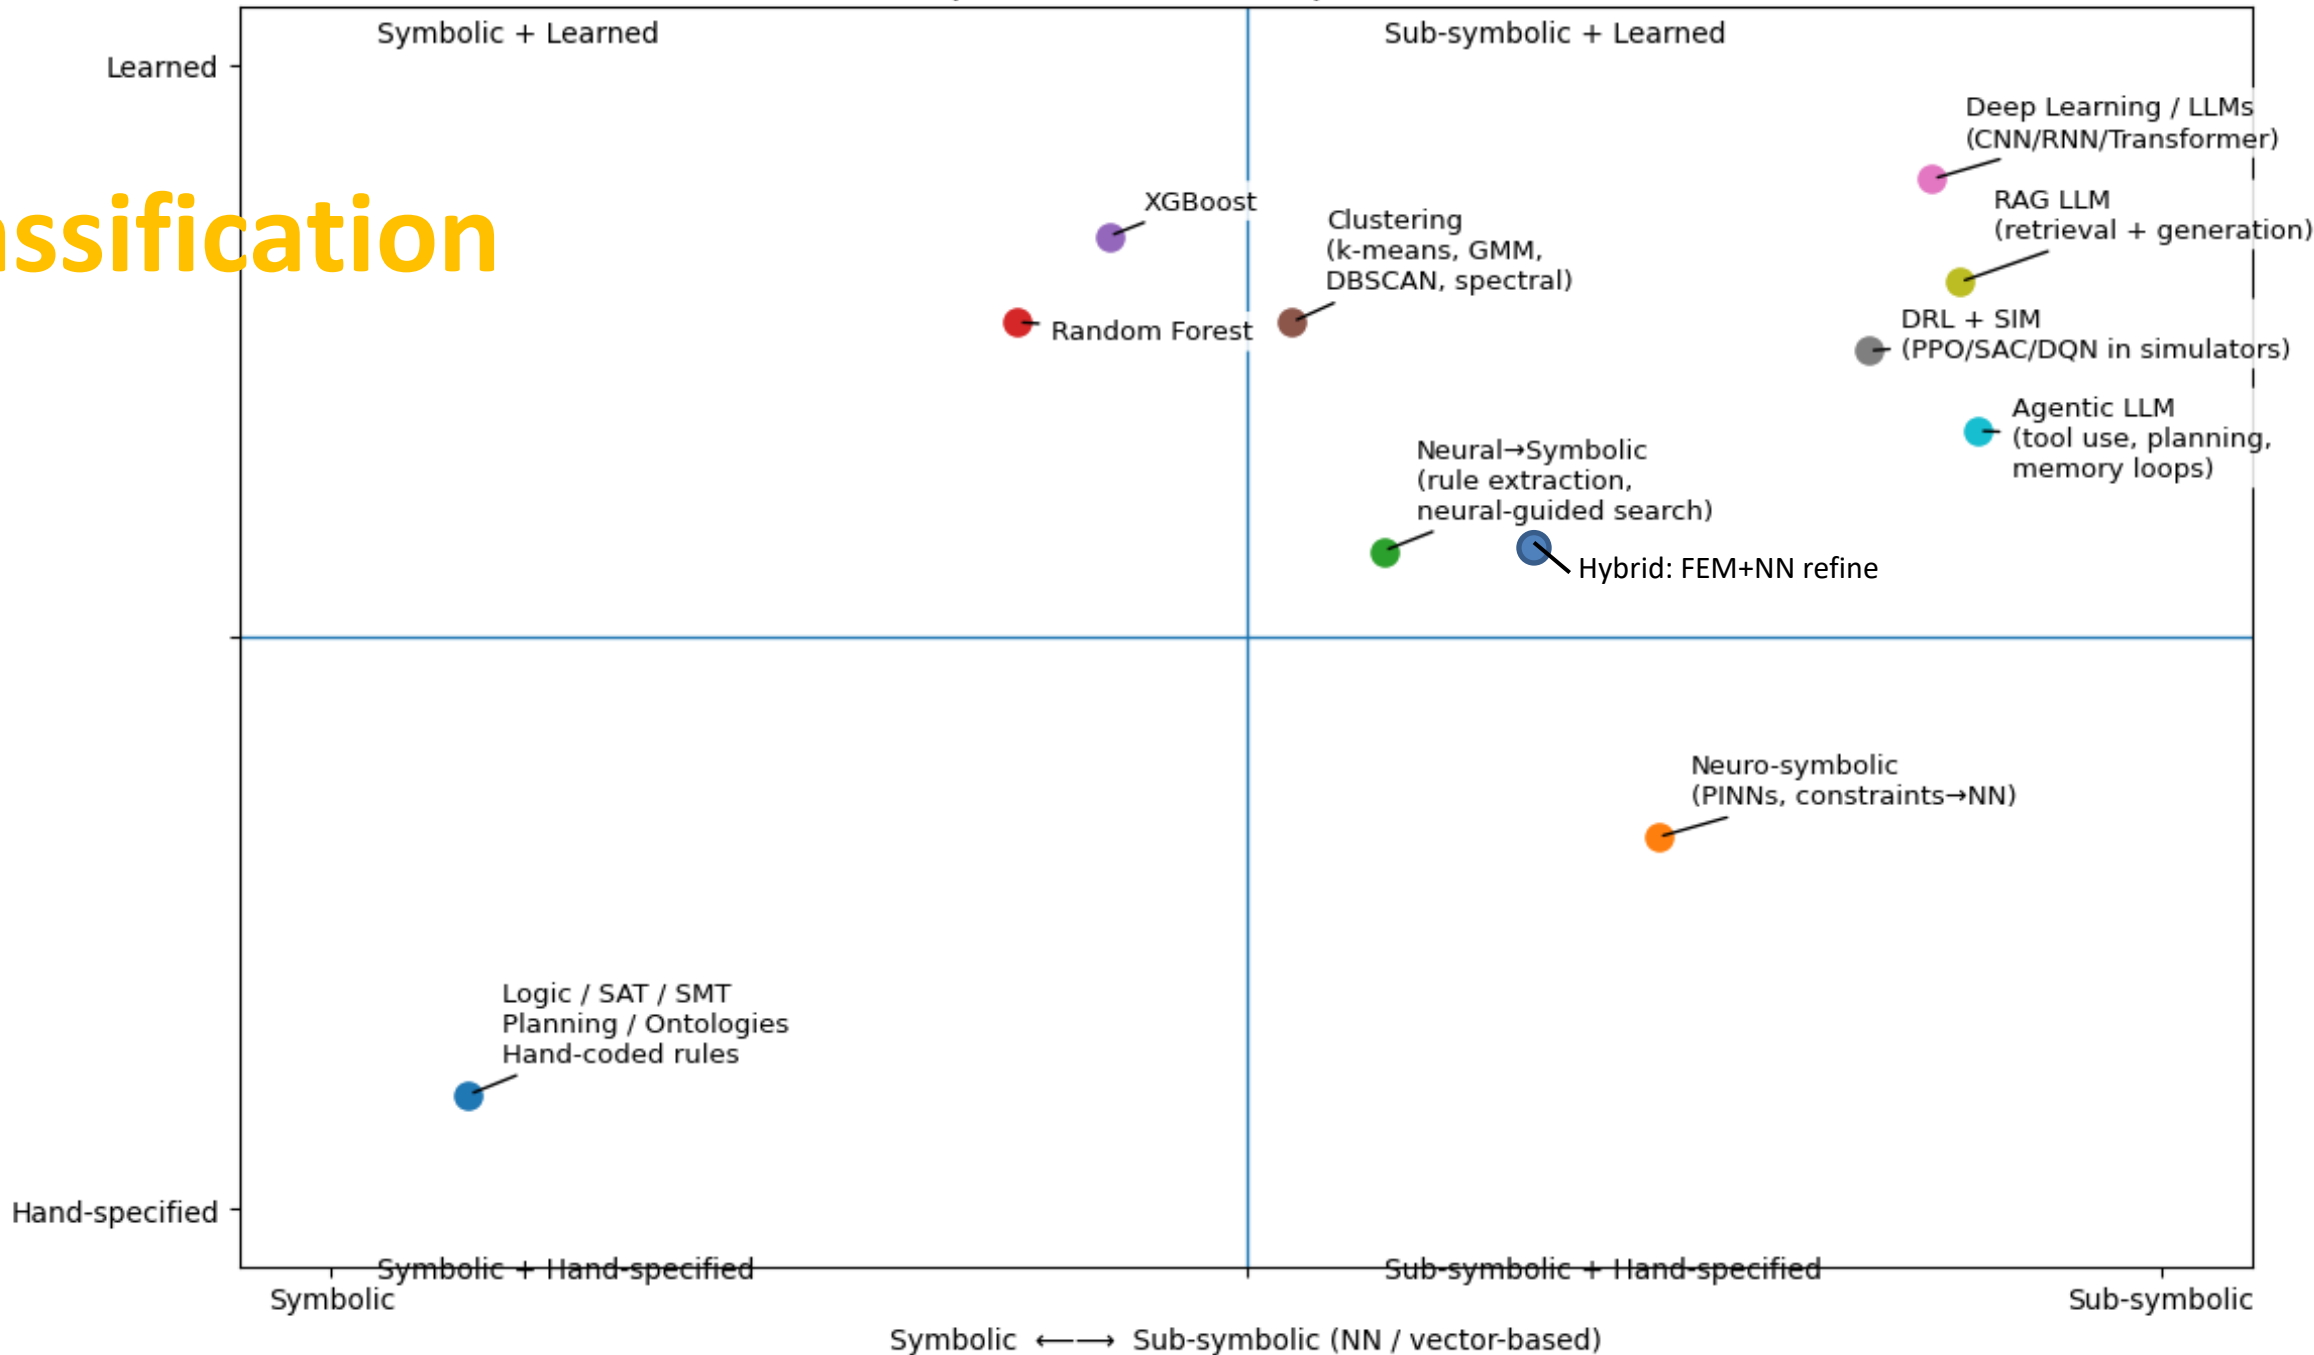 Symbolic + Learned
Sub-symbolic + Learned
Learned
Deep Learning / LLMs
(CNN/RNN/Transformer)
XGBoost
RAG LLM
(retrieval + generation)
ssification
Clustering
(k-means, GMM,
DBSCAN, spectral)
Random Forest
DRL + SIM
(PPO/SAC/DQN in simulators)
Agentic LLM
(tool use, planning,
memory loops)
Neural→Symbolic
(rule extraction,
neural-guided search)
Hybrid: FEM+NN refine
Neuro-symbolic
(PINNs, constraints→NN)
Logic / SAT / SMT
Planning / Ontologies
Hand-coded rules
Hand-specified
Symbolic + Hand-specified
Sub-symbolic + Hand-specified
Symbolic
Sub-symbolic
Symbolic ←—→ Sub-symbolic (NN / vector-based)